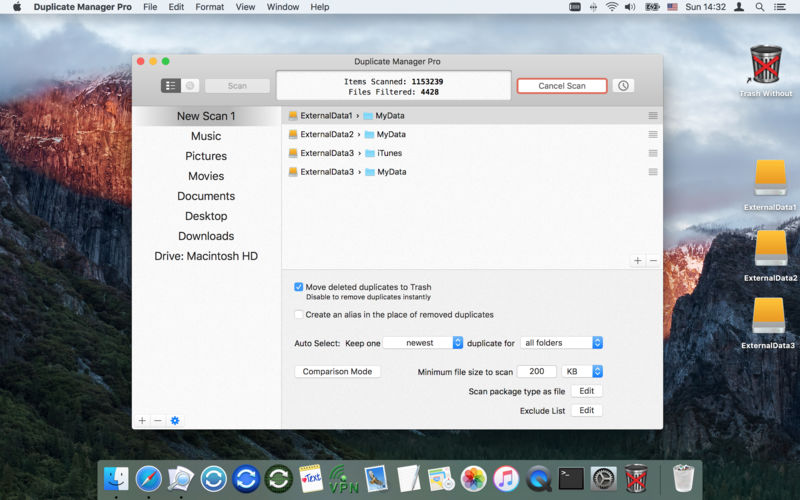 Duplicate Manager Pro File Edit Format View Window Help Sun 14:32
Duplicate Manager Pro
Scan
Items Scanned: 1153239
Files Filtered: 4428
Cancel Scan
New Scan 1
Music
Pictures
Movies
Documents
Desktop
Downloads
Drive: Macintosh HD
ExternalData1 › MyData
ExternalData2 › MyData
ExternalData3 › iTunes
ExternalData3 › MyData
Move deleted duplicates to Trash
Disable to remove duplicates instantly
Create an alias in the place of removed duplicates
Auto Select: Keep one newest duplicate for all folders
Comparison Mode
Minimum file size to scan 200 KB
Scan package type as file Edit
Exclude List Edit
Trash Without
ExternalData1
ExternalData2
ExternalData3
Text
VPN